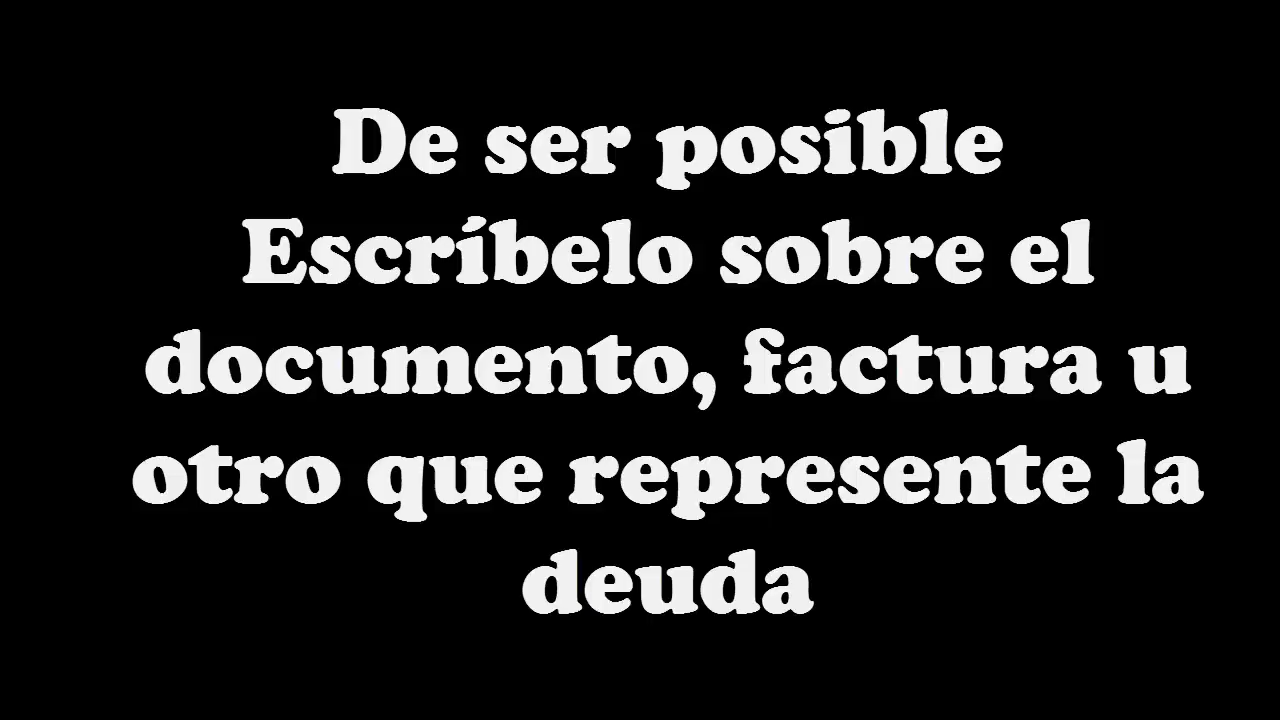 De ser posible
Escríbelo sobre el
documento, factura u
otro que represente la
deuda